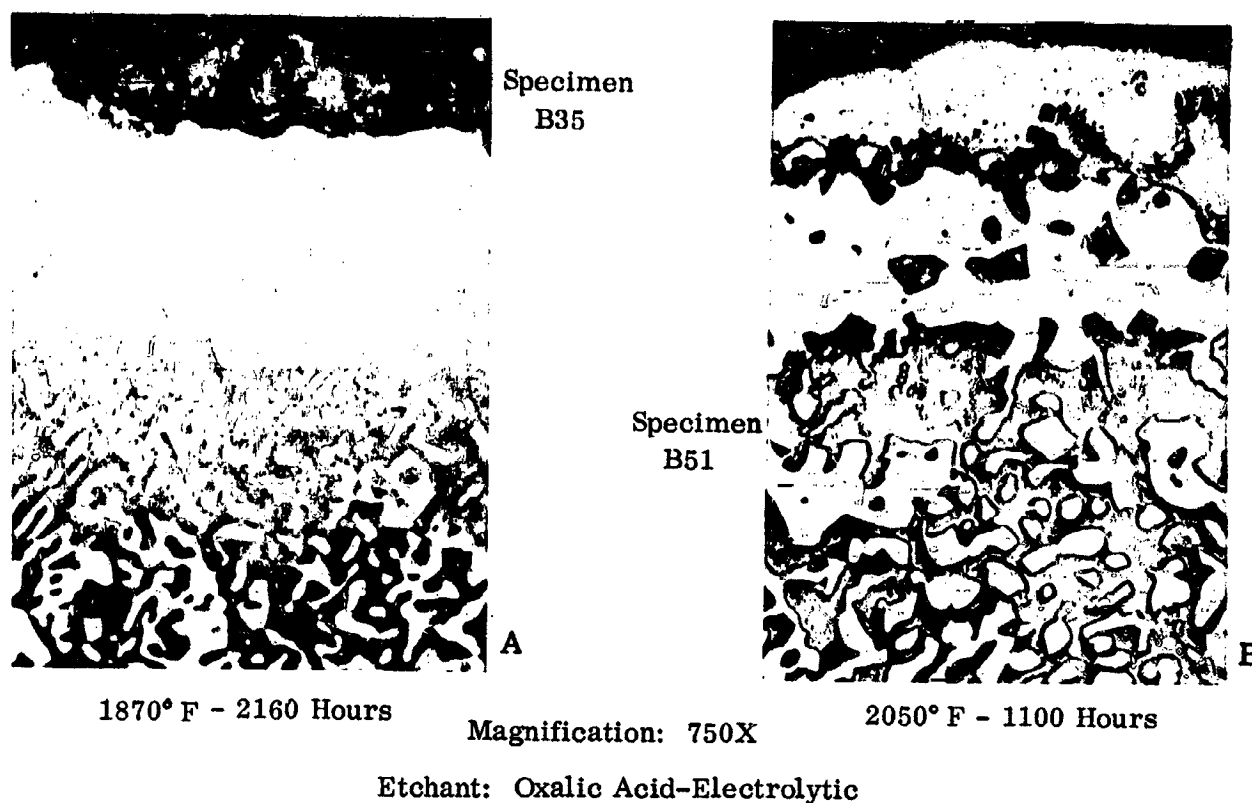 Specimen
B35
Specimen
B51
A
B
1870° F - 2160 Hours
2050° F - 1100 Hours
Magnification: 750X
Etchant: Oxalic Acid-Electrolytic